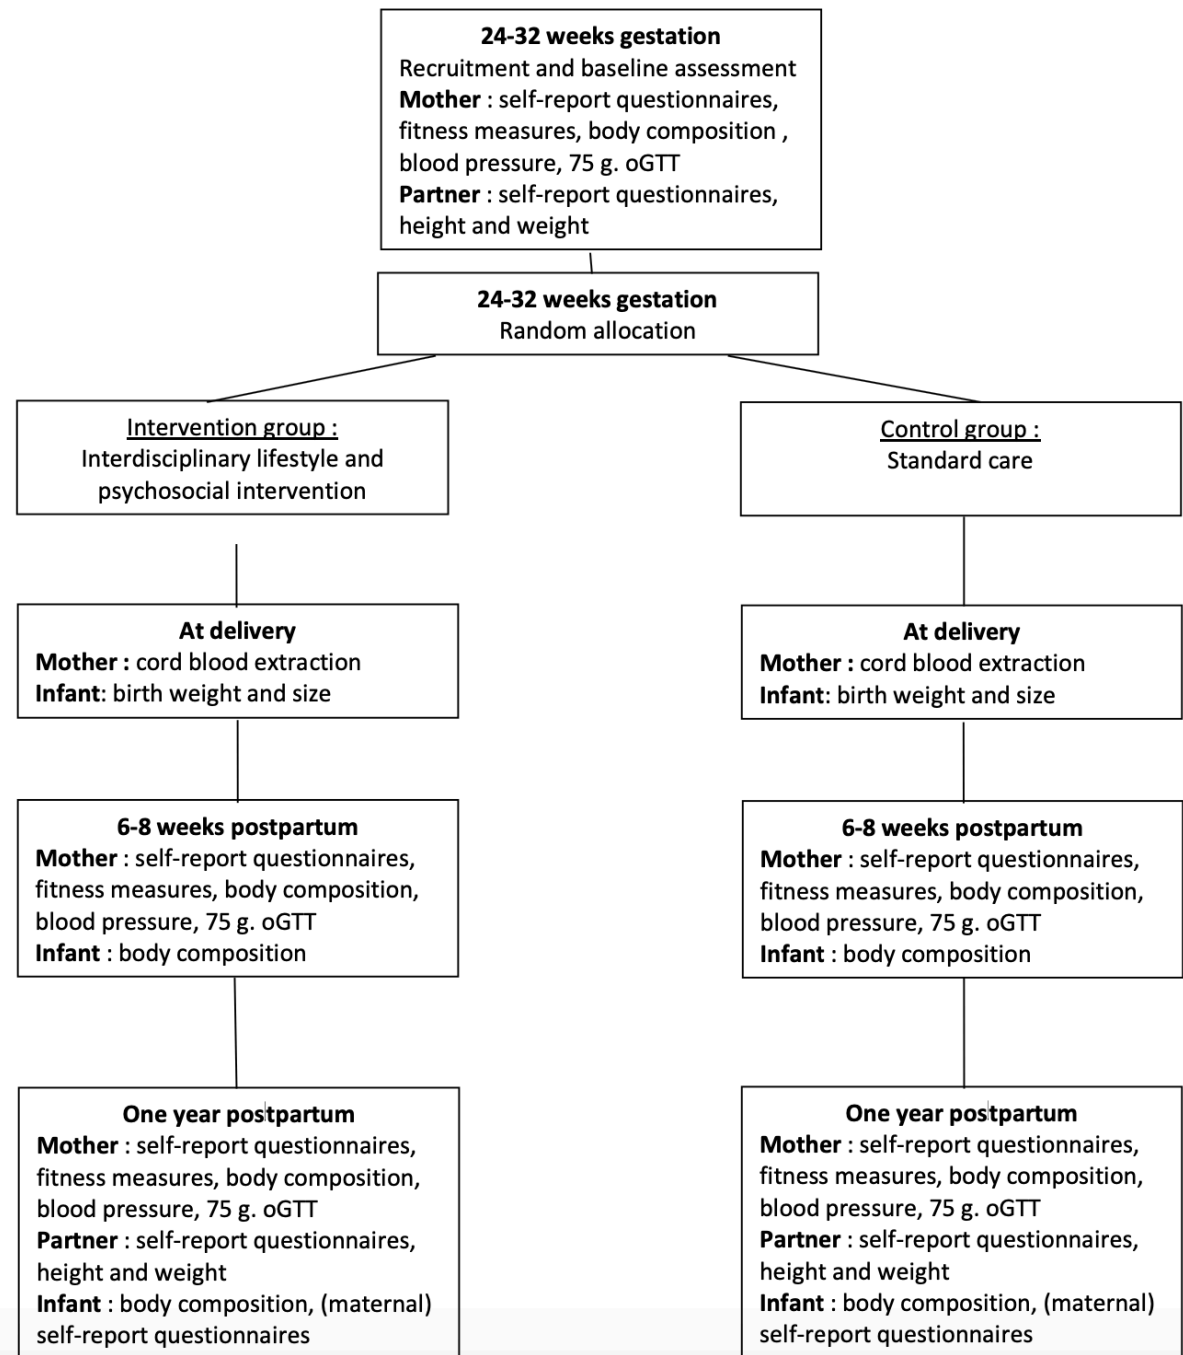 24-32 weeks gestation
Recruitment and baseline assessment
Mother : self-report questionnaires,
fitness measures, body composition ,
blood pressure, 75 g. oGTT
Partner : self-report questionnaires,
height and weight
24-32 weeks gestation
Random allocation
Intervention group :
Interdisciplinary lifestyle and
psychosocial intervention
Control group :
Standard care
At delivery
Mother : cord blood extraction
Infant: birth weight and size
At delivery
Mother : cord blood extraction
Infant: birth weight and size
6-8 weeks postpartum
Mother : self-report questionnaires,
fitness measures, body composition,
blood pressure, 75 g. oGTT
Infant : body composition
6-8 weeks postpartum
Mother : self-report questionnaires,
fitness measures, body composition,
blood pressure, 75 g. oGTT
Infant : body composition
One year postpartum
Mother : self-report questionnaires,
fitness measures, body composition,
blood pressure, 75 g. oGTT
Partner : self-report questionnaires,
height and weight
Infant : body composition, (maternal)
self-report questionnaires
One year postpartum
Mother : self-report questionnaires,
fitness measures, body composition,
blood pressure, 75 g. oGTT
Partner : self-report questionnaires,
height and weight
Infant : body composition, (maternal)
self-report questionnaires